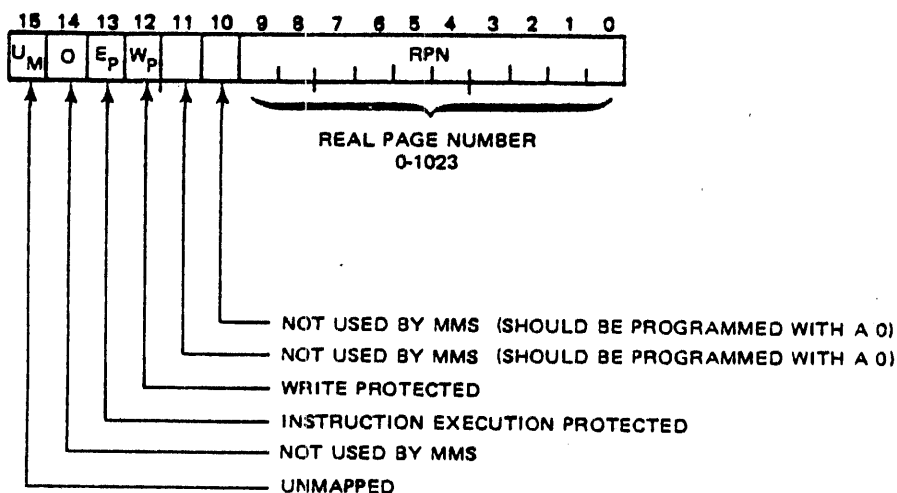 15 14 13 12 11 10 9 8 7 6 5 4 3 2 1 0
UM O EP WP RPN
REAL PAGE NUMBER
0-1023
NOT USED BY MMS (SHOULD BE PROGRAMMED WITH A 0)
NOT USED BY MMS (SHOULD BE PROGRAMMED WITH A 0)
WRITE PROTECTED
INSTRUCTION EXECUTION PROTECTED
NOT USED BY MMS
UNMAPPED